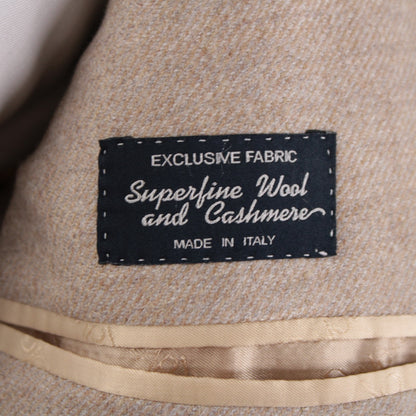 EXCLUSIVE FABRIC
Superfine Wool
and Cashmere
MADE IN ITALY